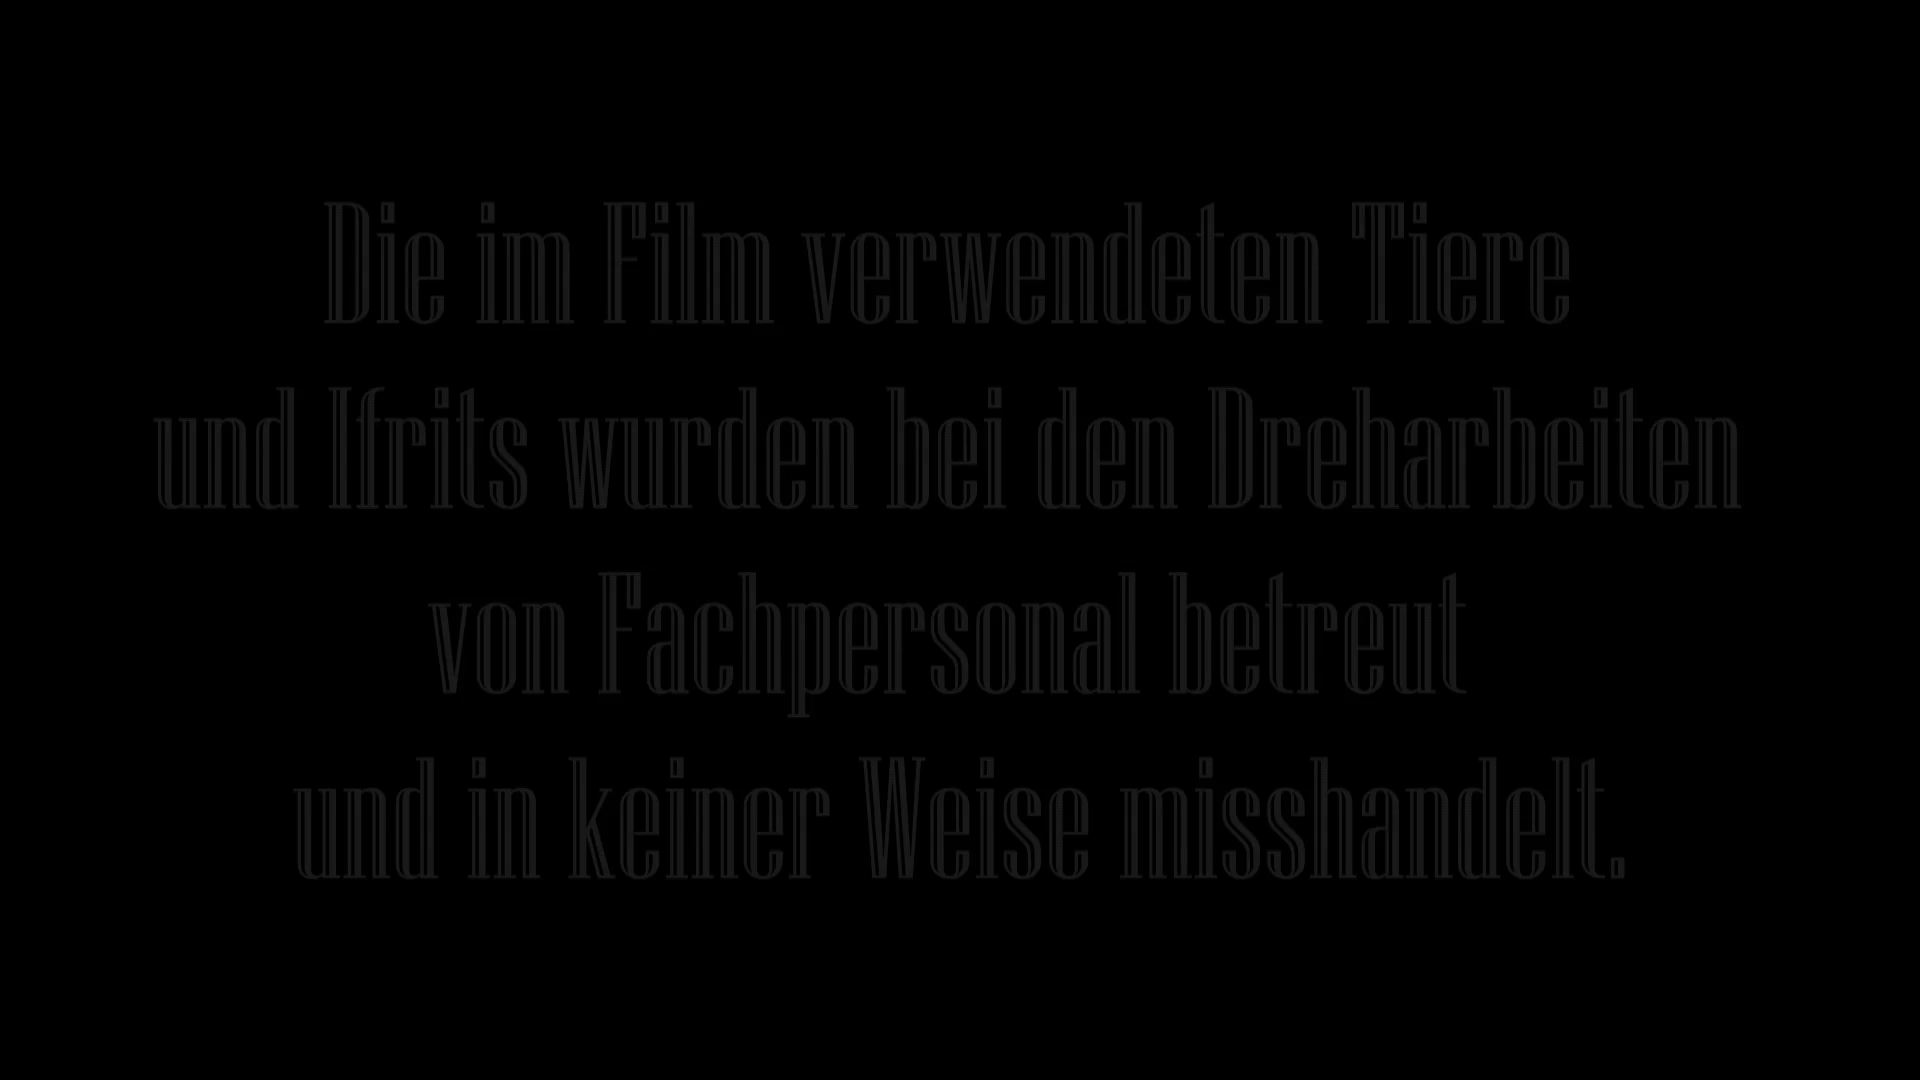 Die im Film verwendeten Tiere
und Ifrits wurden bei den Dreharbeiten
von Fachpersonal betreut
und in keiner Weise misshandelt.